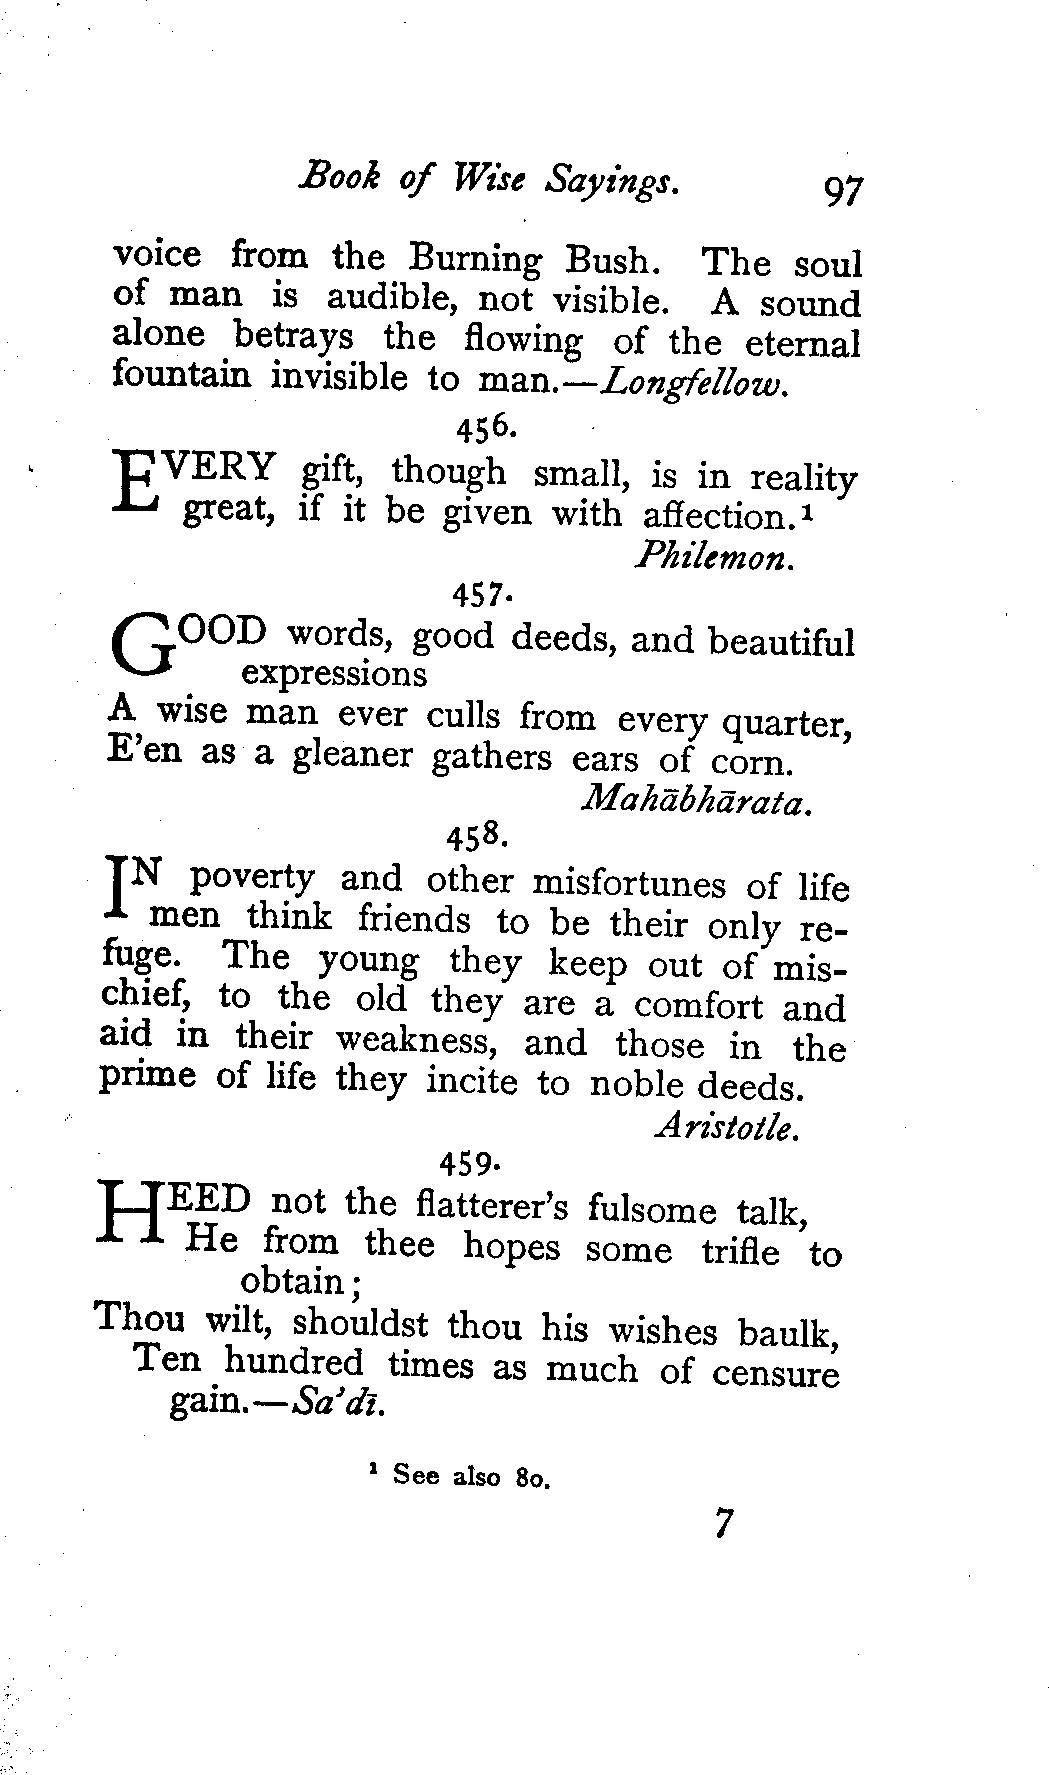 Book of Wise Sayings. 97
voice from the Burning Bush. The soul
of man is audible, not visible. A sound
alone betrays the flowing of the eternal
fountain invisible to man.—Longfellow.
456.
EVERY gift, though small, is in reality
great, if it be given with affection.¹
Philemon.
457.
GOOD words, good deeds, and beautiful
expressions
A wise man ever culls from every quarter,
E'en as a gleaner gathers ears of corn.
Mahābhārata.
458.
IN poverty and other misfortunes of life
men think friends to be their only re-
fuge. The young they keep out of mis-
chief, to the old they are a comfort and
aid in their weakness, and those in the
prime of life they incite to noble deeds.
Aristotle.
459.
HEED not the flatterer's fulsome talk,
He from thee hopes some trifle to
obtain;
Thou wilt, shouldst thou his wishes baulk,
Ten hundred times as much of censure
gain.—Sa'dī.
¹ See also 80.
7